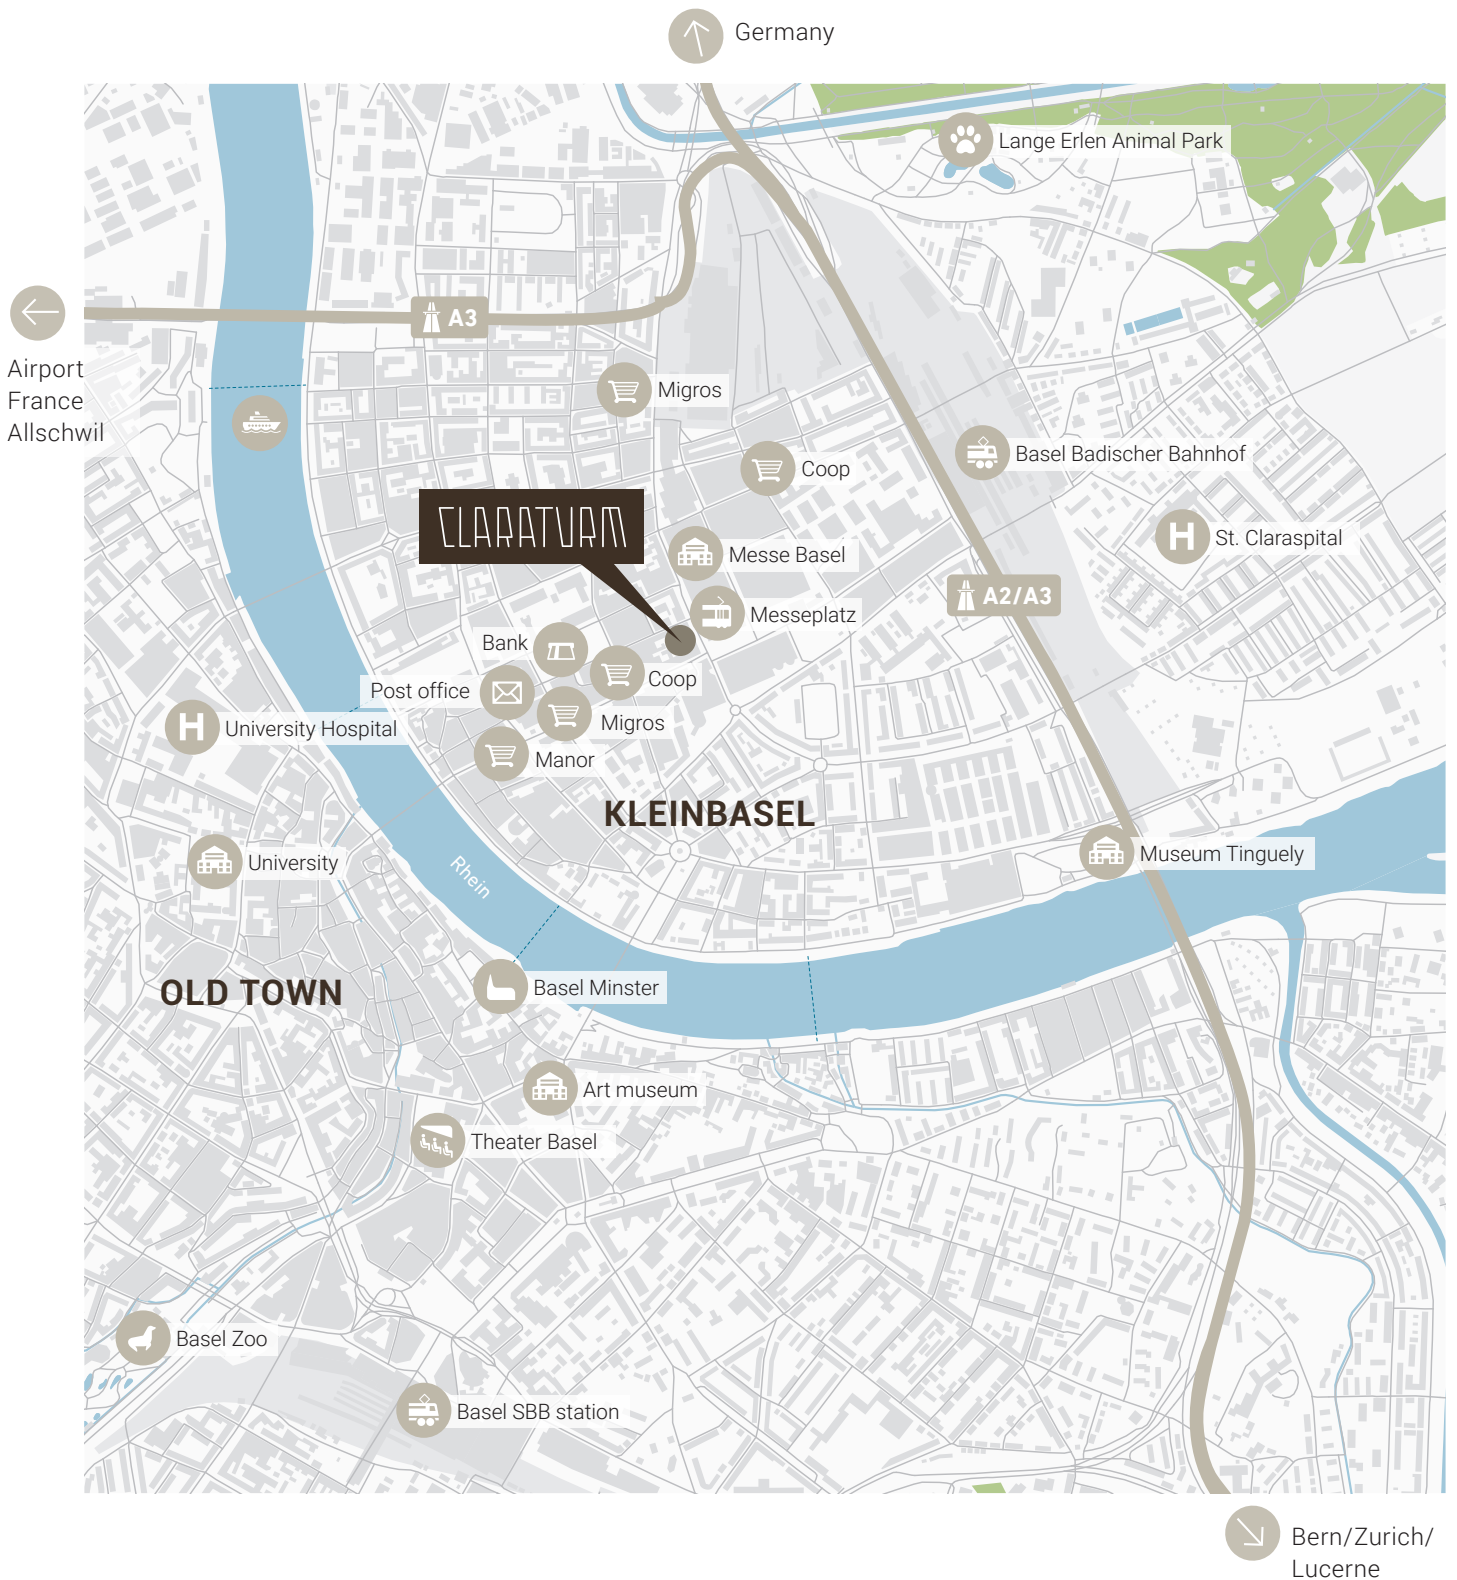 Germany
Lange Erlen Animal Park
A3
Airport
France
Allschwil
Migros
Basel Badischer Bahnhof
Coop
CLARATURM
H
St. Claraspital
Messe Basel
A2/A3
Messeplatz
Bank
Coop
Post office
Migros
H
University Hospital
Manor
KLEINBASEL
Museum Tinguely
University
Rhein
OLD TOWN
Basel Minster
Art museum
Theater Basel
Basel Zoo
Basel SBB station
Bern/Zurich/
Lucerne